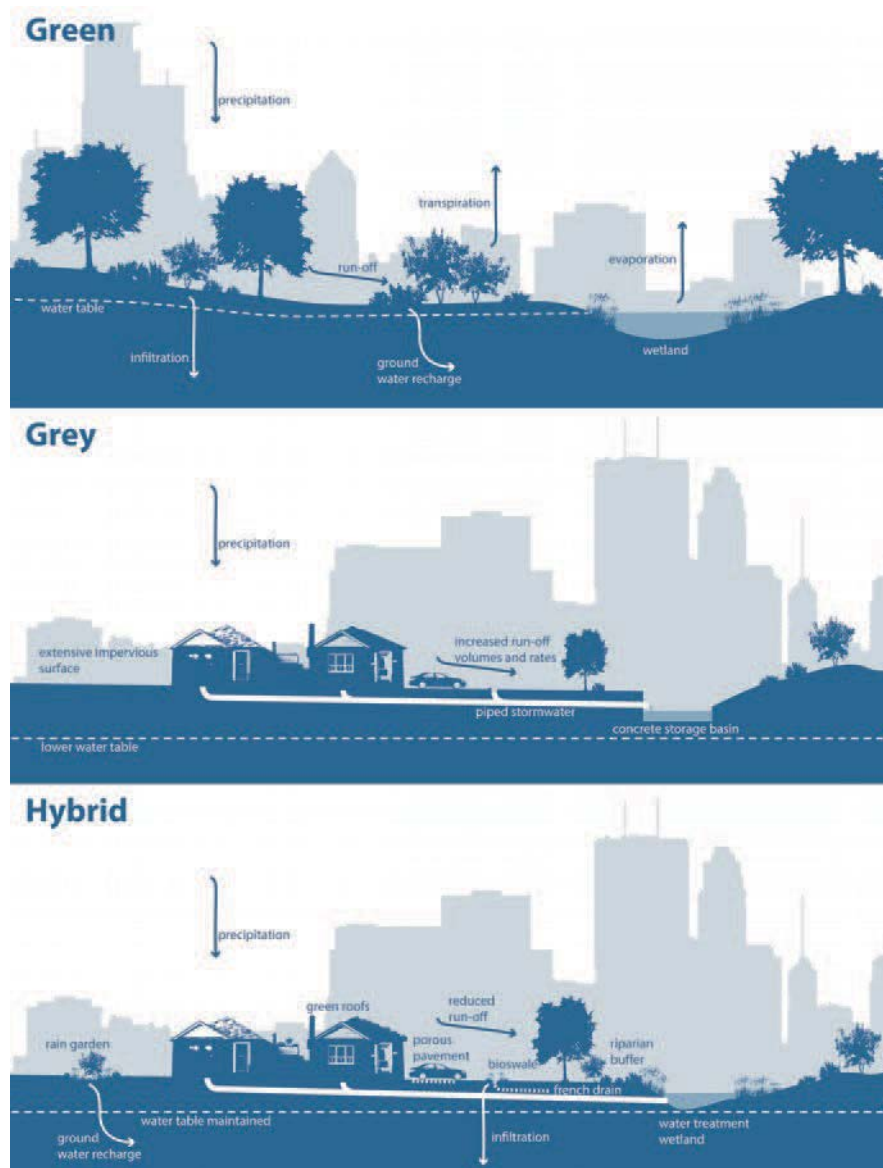 Green
precipitation
transpiration
run-off
evaporation
water table
infiltration
ground
water recharge
wetland
Grey
precipitation
extensive impervious
surface
increased run-off
volumes and rates
piped stormwater
concrete storage basin
lower water table
Hybrid
precipitation
green roofs
reduced
run-off
rain garden
porous
pavement
bioswale
riparian
buffer
french drain
water table maintained
water treatment
wetland
ground
water recharge
infiltration